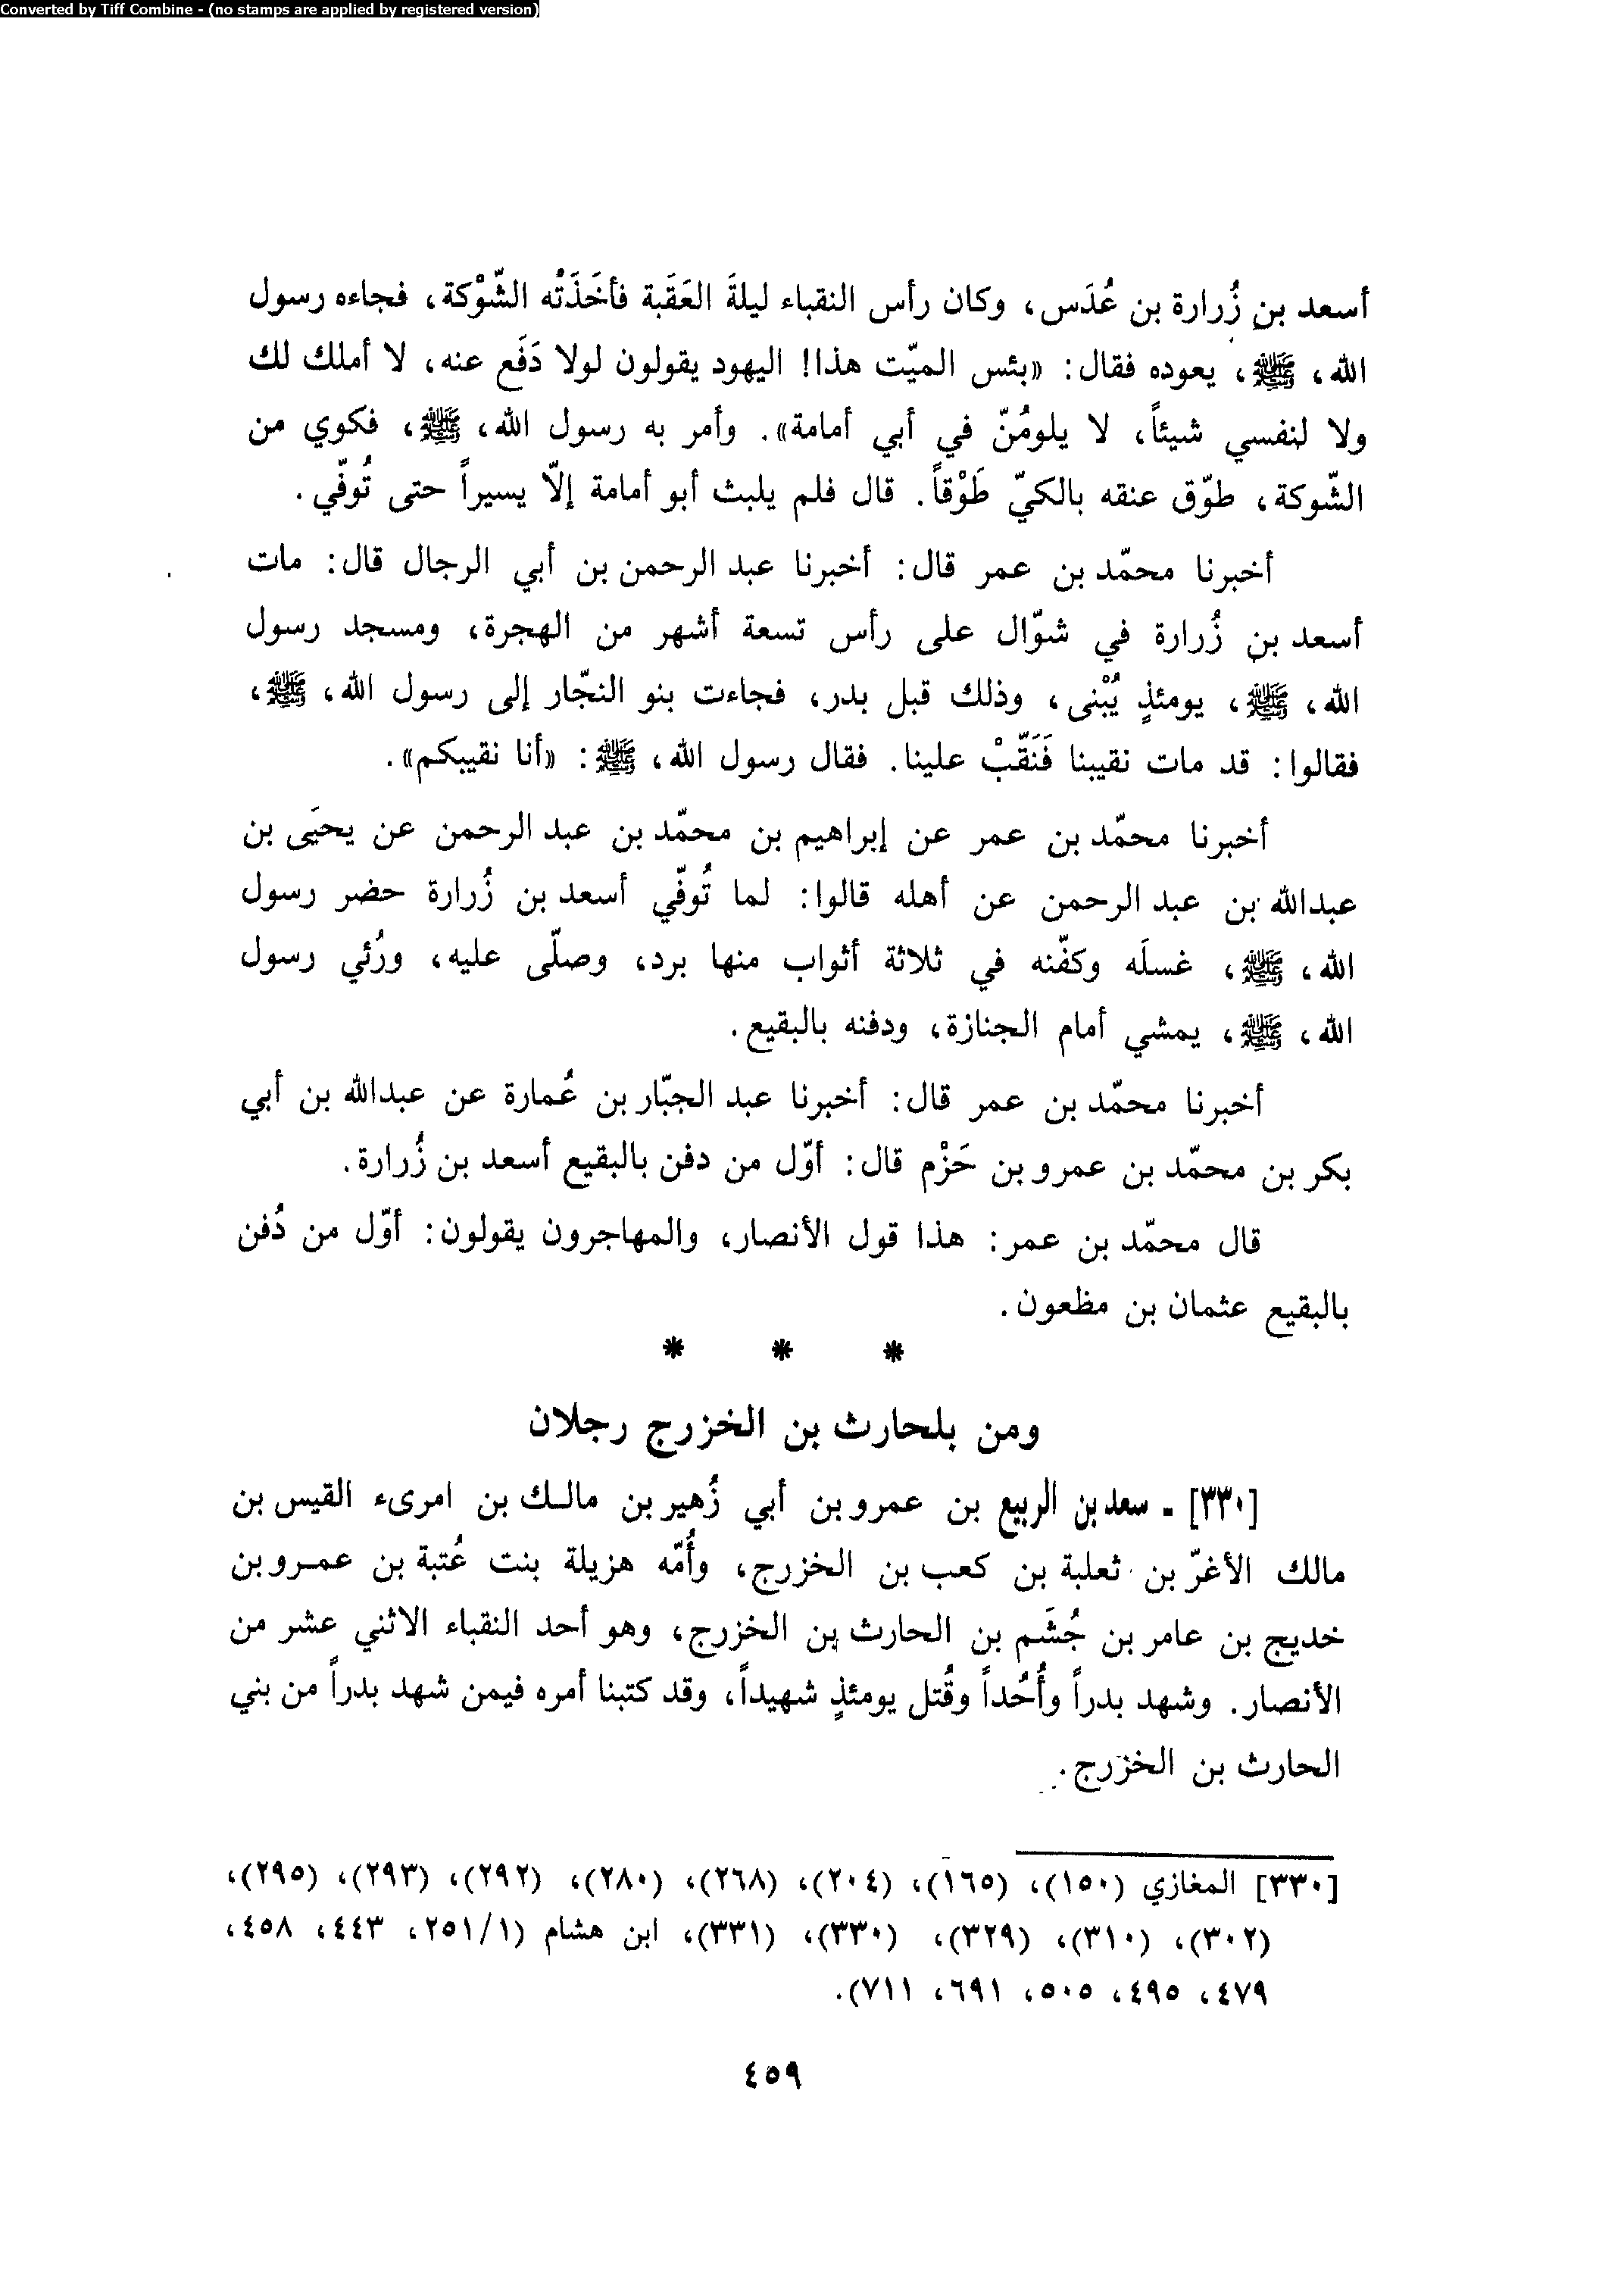 Converted by Tiff Combine - (no stamps are applied by registered version)
أسعد بن زُرارة بن عُدَس، وكان رأس النقباء ليلةَ العَقَبة فأخَذَتْه الشّوْكة، فجاءه رسول
الله، ﷺ، يعوده فقال: «بئس الميّت هذا! اليهود يقولون لولا دَفَع عنه، لا أملك لك
ولا لنفسي شيئاً، لا يلومُنّ في أبي أمامة». وأمر به رسول الله، ﷺ، فكوي من
الشّوكة، طوّق عنقه بالكيّ طَوْقاً. قال فلم يلبث أبو أمامة إلاّ يسيراً حتى تُوفّي.
أخبرنا محمّد بن عمر قال: أخبرنا عبد الرحمن بن أبي الرجال قال: مات
أسعد بن زُرارة في شوّال على رأس تسعة أشهر من الهجرة، ومسجد رسول
الله، ﷺ، يومئذٍ يُبْنى، وذلك قبل بدر، فجاءت بنو النجّار إلى رسول الله، ﷺ،
فقالوا: قد مات نقيبنا فَنَقّبْ علينا. فقال رسول الله، ﷺ: «أنا نقيبكم».
أخبرنا محمّد بن عمر عن إبراهيم بن محمّد بن عبد الرحمن عن يحيَى بن
عبدالله بن عبد الرحمن عن أهله قالوا: لما تُوفّي أسعد بن زُرارة حضر رسول
الله، ﷺ، غسلَه وكفّنه في ثلاثة أثواب منها برد، وصلّى عليه، ورُئي رسول
الله، ﷺ، يمشي أمام الجنازة، ودفنه بالبقيع.
أخبرنا محمّد بن عمر قال: أخبرنا عبد الجبّار بن عُمارة عن عبدالله بن أبي
بكر بن محمّد بن عمرو بن حَزْم قال: أوّل من دفن بالبقيع أسعد بن زُرارة.
قال محمّد بن عمر: هذا قول الأنصار، والمهاجرون يقولون: أوّل من دُفن
بالبقيع عثمان بن مظعون.
* * *
ومن بلحارث بن الخزرج رجلان
[٣٣٠] - سعد بن الربيع بن عمرو بن أبي زُهير بن مالك بن امرىء القيس بن
مالك الأغرّ بن ثعلبة بن كعب بن الخزرج، وأُمّه هزيلة بنت عُتبة بن عمرو بن
خديج بن عامر بن جُشَم بن الحارث بن الخزرج، وهو أحد النقباء الاثني عشر من
الأنصار. وشهد بدراً وأُحُداً وقُتل يومئذٍ شهيداً، وقد كتبنا أمره فيمن شهد بدراً من بني
الحارث بن الخزرج.
[٣٣٠] المغازي (١٥٠)، (١٦٥)، (٢٠٤)، (٢٦٨)، (٢٨٠)، (٢٩٢)، (٢٩٣)، (٢٩٥)،
(٣٠٢)، (٣١٠)، (٣٢٩)، (٣٣٠)، (٣٣١)، ابن هشام (٢٥١/١، ٤٤٣، ٤٥٨،
٤٧٩، ٤٩٥، ٥٠٥، ٦٩١، ٧١١).
٤٥٩